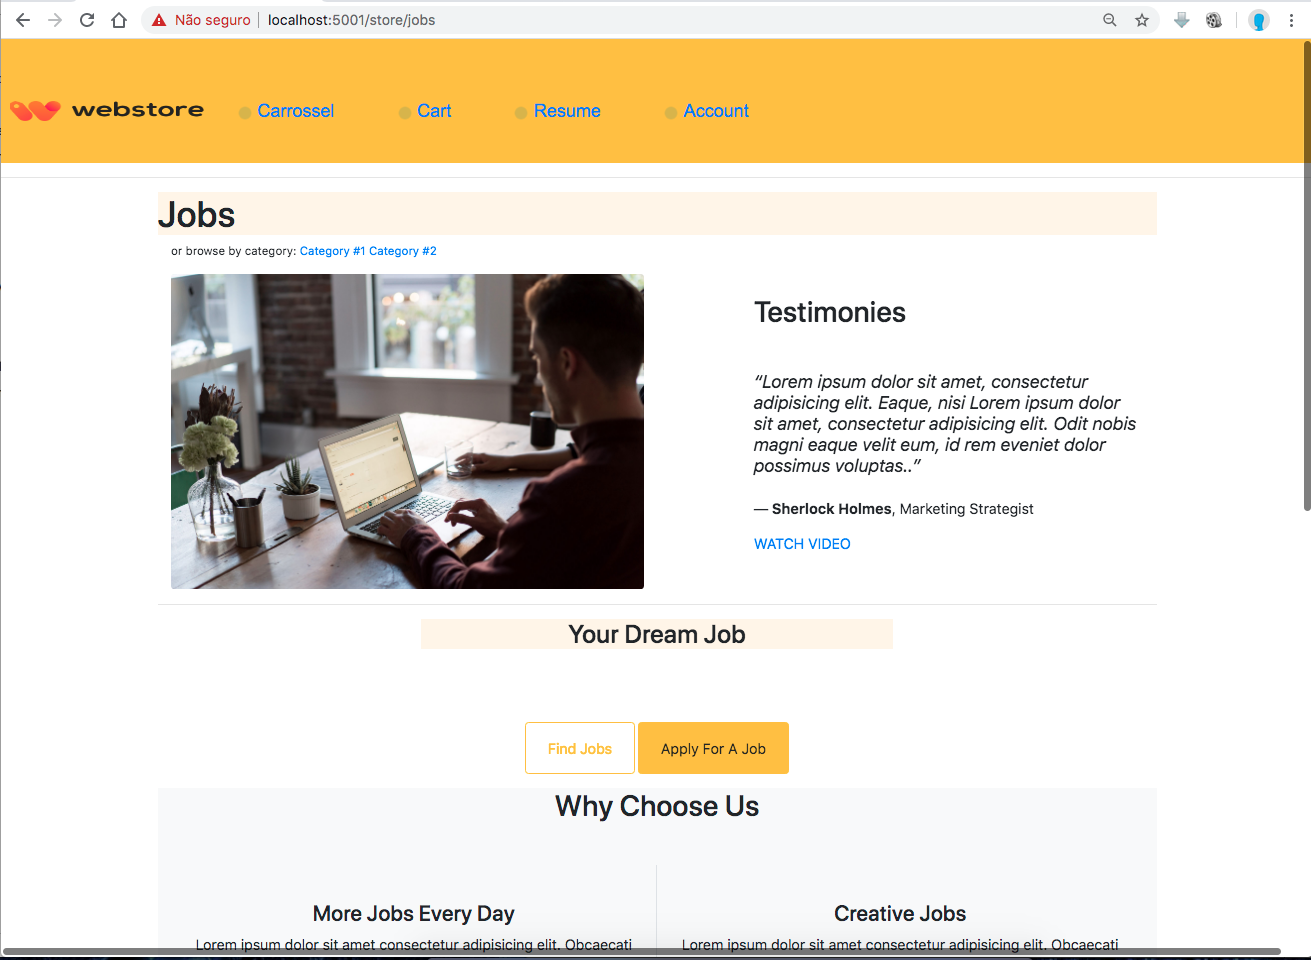 Não seguro
localhost:5001/store/jobs
webstore
Carrossel
Cart
Resume
Account
Jobs
or browse by category: Category #1 Category #2
Testimonies
“Lorem ipsum dolor sit amet, consectetur
adipisicing elit. Eaque, nisi Lorem ipsum dolor
sit amet, consectetur adipisicing elit. Odit nobis
magni eaque velit eum, id rem eveniet dolor
possimus voluptas..”
— Sherlock Holmes, Marketing Strategist
WATCH VIDEO
Your Dream Job
Find Jobs
Apply For A Job
Why Choose Us
More Jobs Every Day
Lorem ipsum dolor sit amet consectetur adipisicing elit. Obcaecati
Creative Jobs
Lorem ipsum dolor sit amet consectetur adipisicing elit. Obcaecati